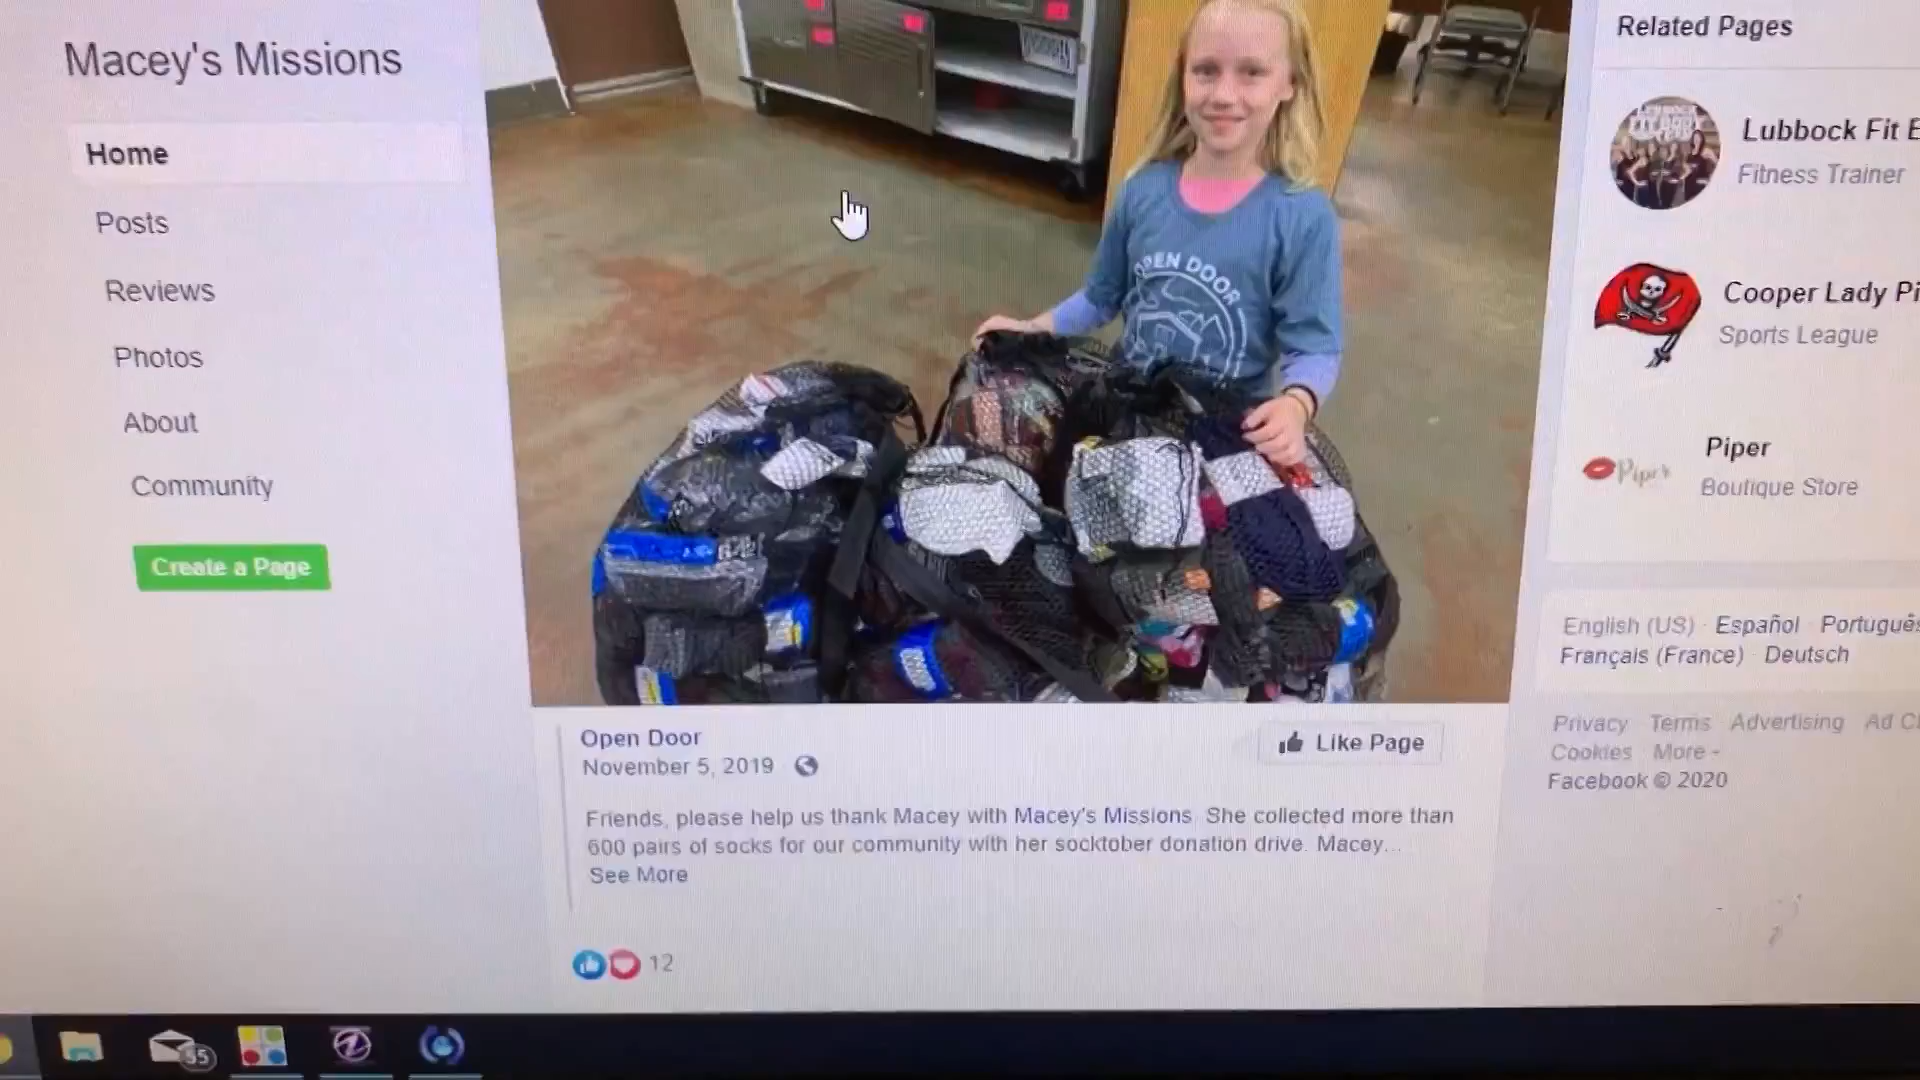 Macey's Missions
Home
Posts
Reviews
Photos
About
Community
Create a Page
OPEN DOOR
Open Door
November 5, 2019
Like Page
Friends, please help us thank Macey with Macey's Missions She collected more than
600 pairs of socks for our community with her socktober donation drive. Macey...
See More
12
Related Pages
Lubbock Fit
Fitness Trainer
Cooper Lady
Sports League
Piper
Boutique Store
English (US) · Español · Português
Français (France) · Deutsch
Privacy Terms Advertising Ad
Cookies More
Facebook © 2020
55